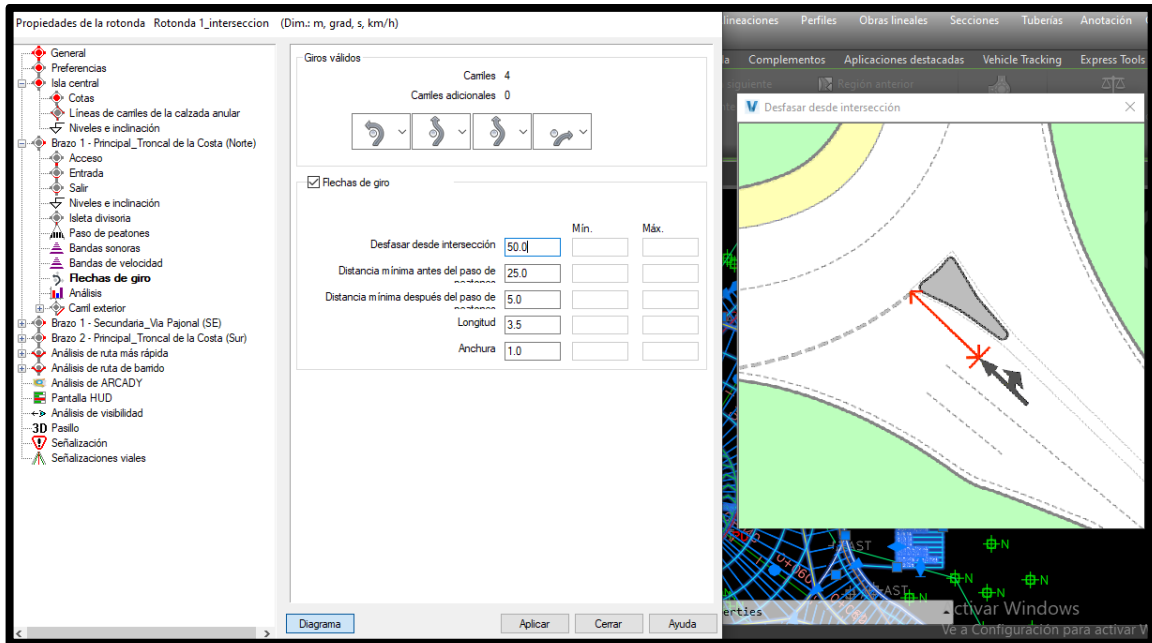 Propiedades de la rotonda Rotonda 1_interseccion (Dim.: m, grad, s, km/h)
General
Preferencias
Isla central
Cotas
Líneas de carriles de la calzada anular
Niveles e inclinación
Brazo 1 - Principal_Troncal de la Costa (Norte)
Acceso
Entrada
Salir
Niveles e inclinación
Isleta divisoria
Paso de peatones
Bandas sonoras
Bandas de velocidad
Flechas de giro
Análisis
Carril exterior
Brazo 1 - Secundaria_Via Pajonal (SE)
Brazo 2 - Principal_Troncal de la Costa (Sur)
Análisis de ruta más rápida
Análisis de ruta de barrido
Análisis de ARCADY
Pantalla HUD
Análisis de visibilidad
3D Pasillo
Señalización
Señalizaciones viales
Giros válidos
Carriles 4
Carriles adicionales 0
Flechas de giro
Mín. Máx.
Desfasar desde intersección 50.0
Distancia mínima antes del paso de 25.0
Distancia mínima después del paso de 5.0
Longitud 3.5
Anchura 1.0
Diagrama Aplicar Cerrar Ayuda
lineaciones Perfiles Obras lineales Secciones Tuberías Anotación
Complementos Aplicaciones destacadas Vehicle Tracking Express Tools
siguiente Región anterior
Desfasar desde intersección
AST N
N N
AST N N
0+060
erties
ctivar Windows
Ve a Configuración para activar W